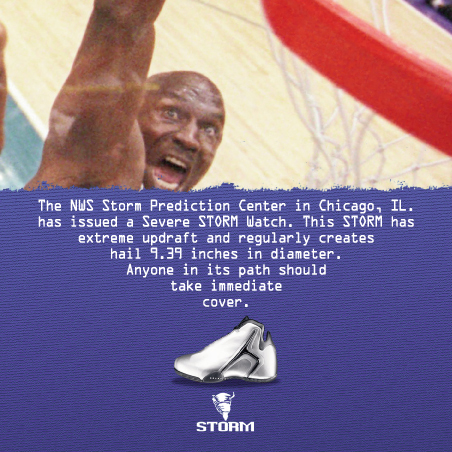 The NWS Storm Prediction Center in Chicago, IL.
has issued a Severe STORM Watch. This STORM has
extreme updraft and regularly creates
hail 9.39 inches in diameter.
Anyone in its path should
take immediate
cover.
STORM